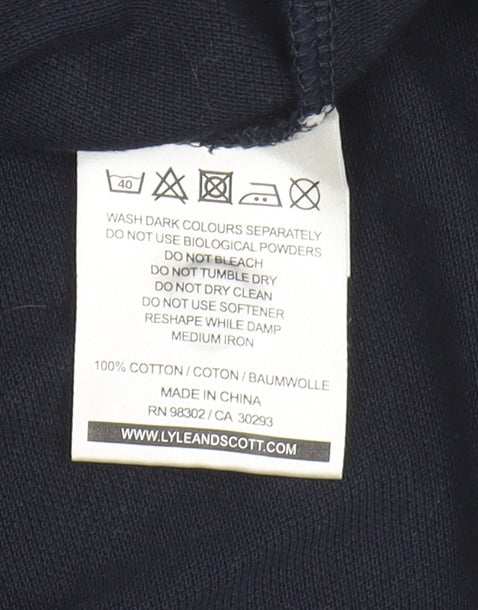 40
WASH DARK COLOURS SEPARATELY
DO NOT USE BIOLOGICAL POWDERS
DO NOT BLEACH
DO NOT TUMBLE DRY
DO NOT DRY CLEAN
DO NOT USE SOFTENER
RESHAPE WHILE DAMP
MEDIUM IRON
100% COTTON / COTON / BAUMWOLLE
MADE IN CHINA
RN 98302 / CA 30293
WWW.LYLEANDSCOTT.COM